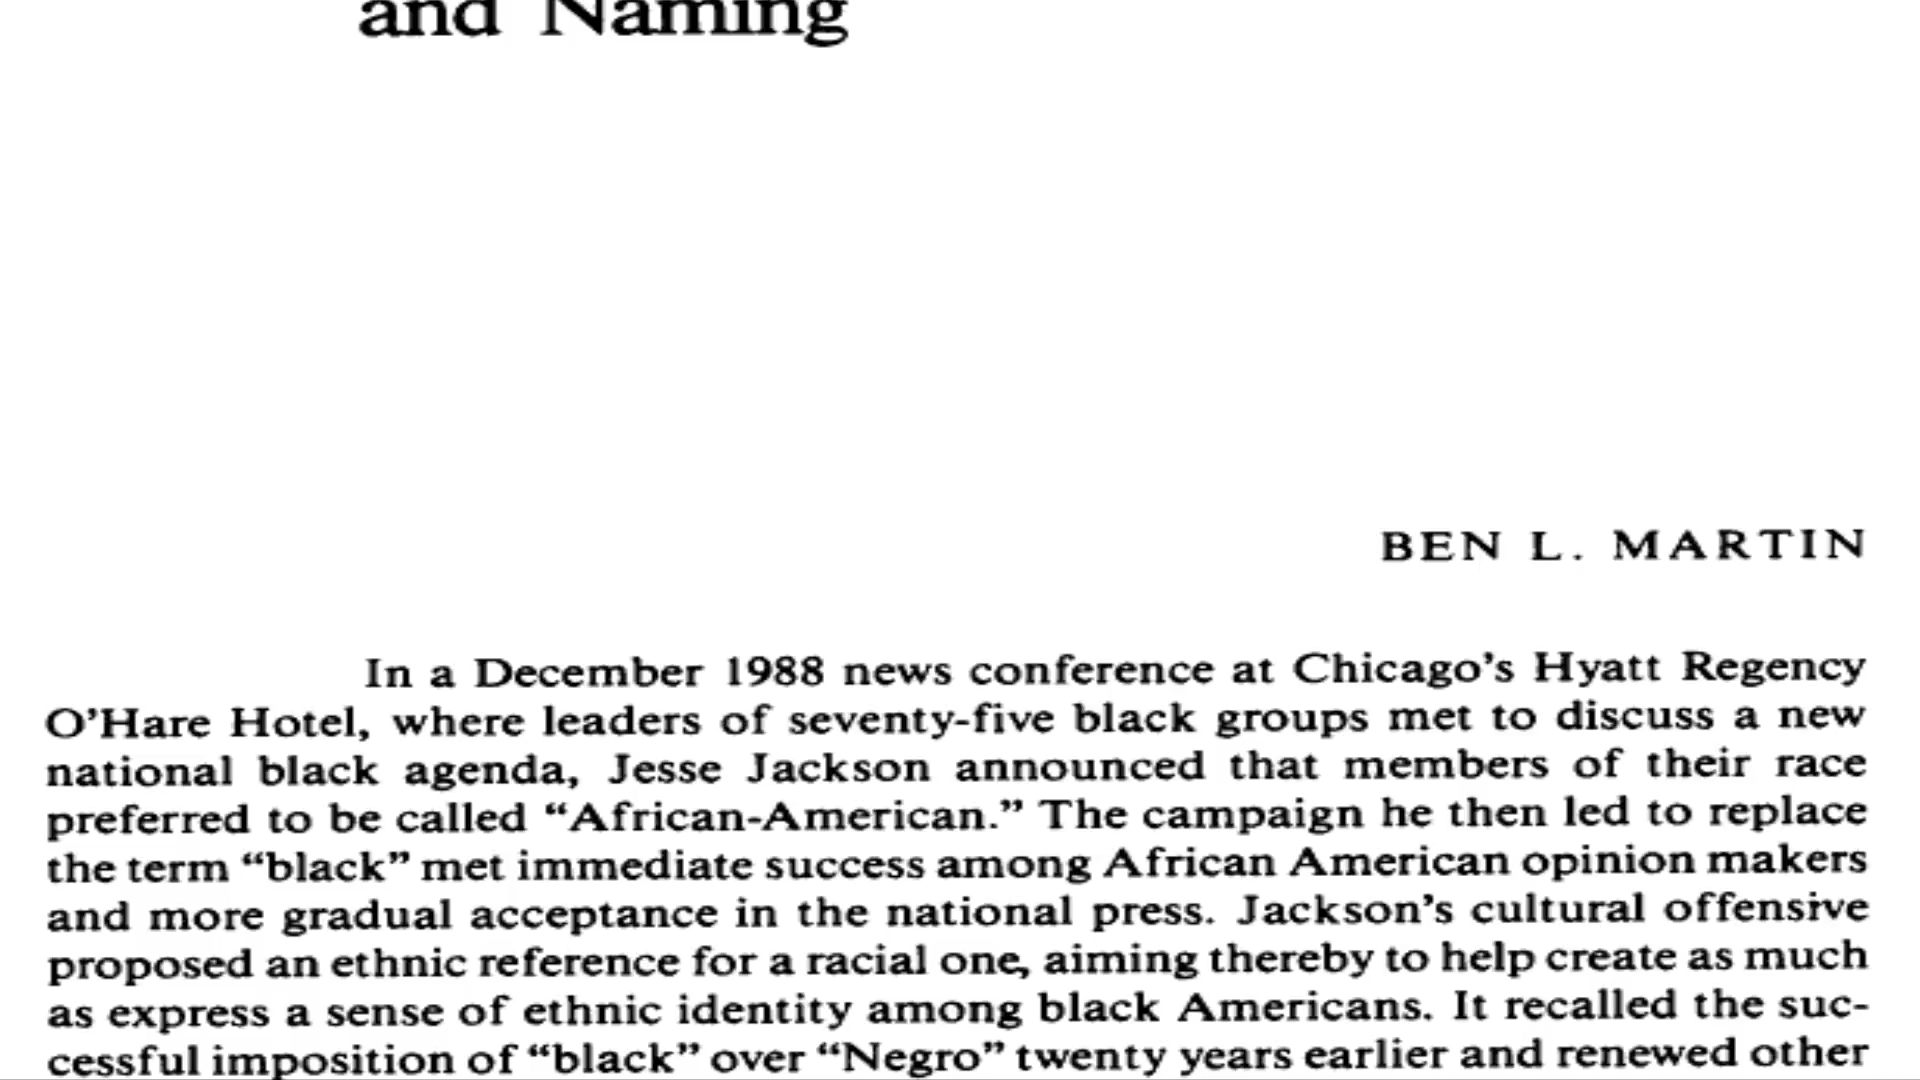 and Naming
BEN L. MARTIN
In a December 1988 news conference at Chicago's Hyatt Regency
O'Hare Hotel, where leaders of seventy-five black groups met to discuss a new
national black agenda, Jesse Jackson announced that members of their race
preferred to be called “African-American.” The campaign he then led to replace
the term “black” met immediate success among African American opinion makers
and more gradual acceptance in the national press. Jackson's cultural offensive
proposed an ethnic reference for a racial one, aiming thereby to help create as much
as express a sense of ethnic identity among black Americans. It recalled the suc-
cessful imposition of “black” over “Negro” twenty years earlier and renewed other